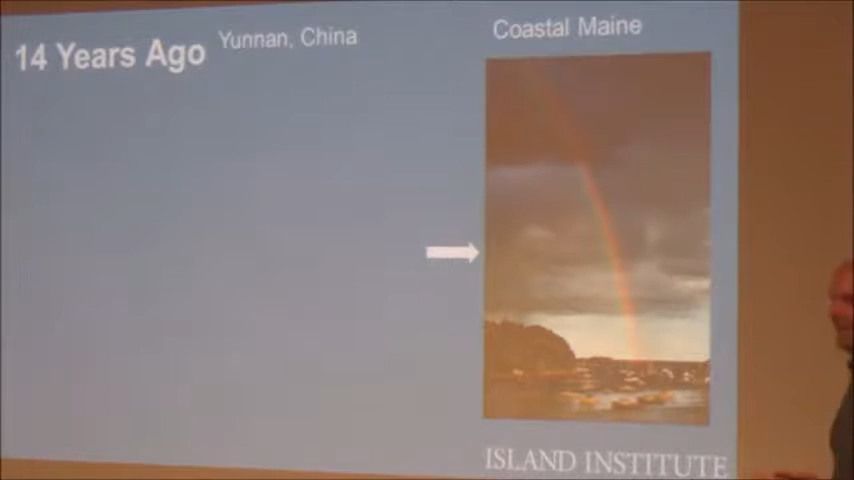 14 Years Ago
Yunnan, China
Coastal Maine
ISLAND INSTITUTE